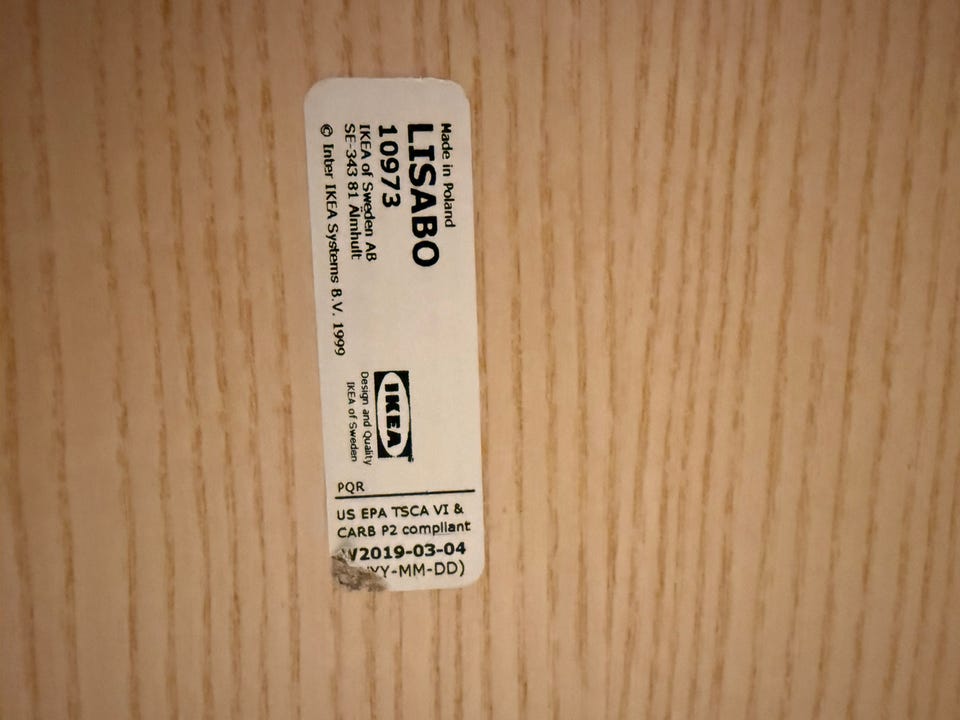 Made in Poland
LISABO
10973
IKEA of Sweden AB
SE-343 81 Älmhult
© Inter IKEA Systems B.V. 1999
IKEA
Design and Quality
IKEA of Sweden
PQR
US EPA TSCA VI &
CARB P2 compliant
2019-03-04
YY-MM-DD)